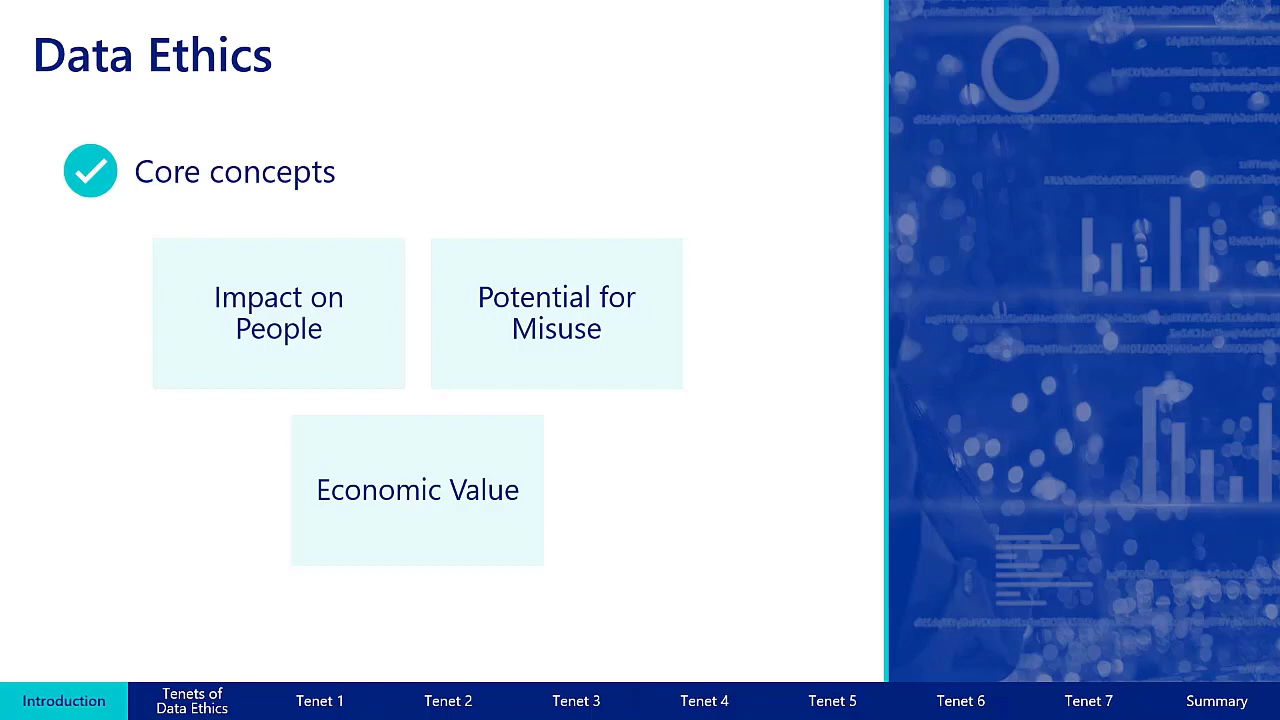 Data Ethics
Core concepts
Impact on
People
Potential for
Misuse
Economic Value
Introduction
Tenets of
Data Ethics
Tenet 1
Tenet 2
Tenet 3
Tenet 4
Tenet 5
Tenet 6
Tenet 7
Summary